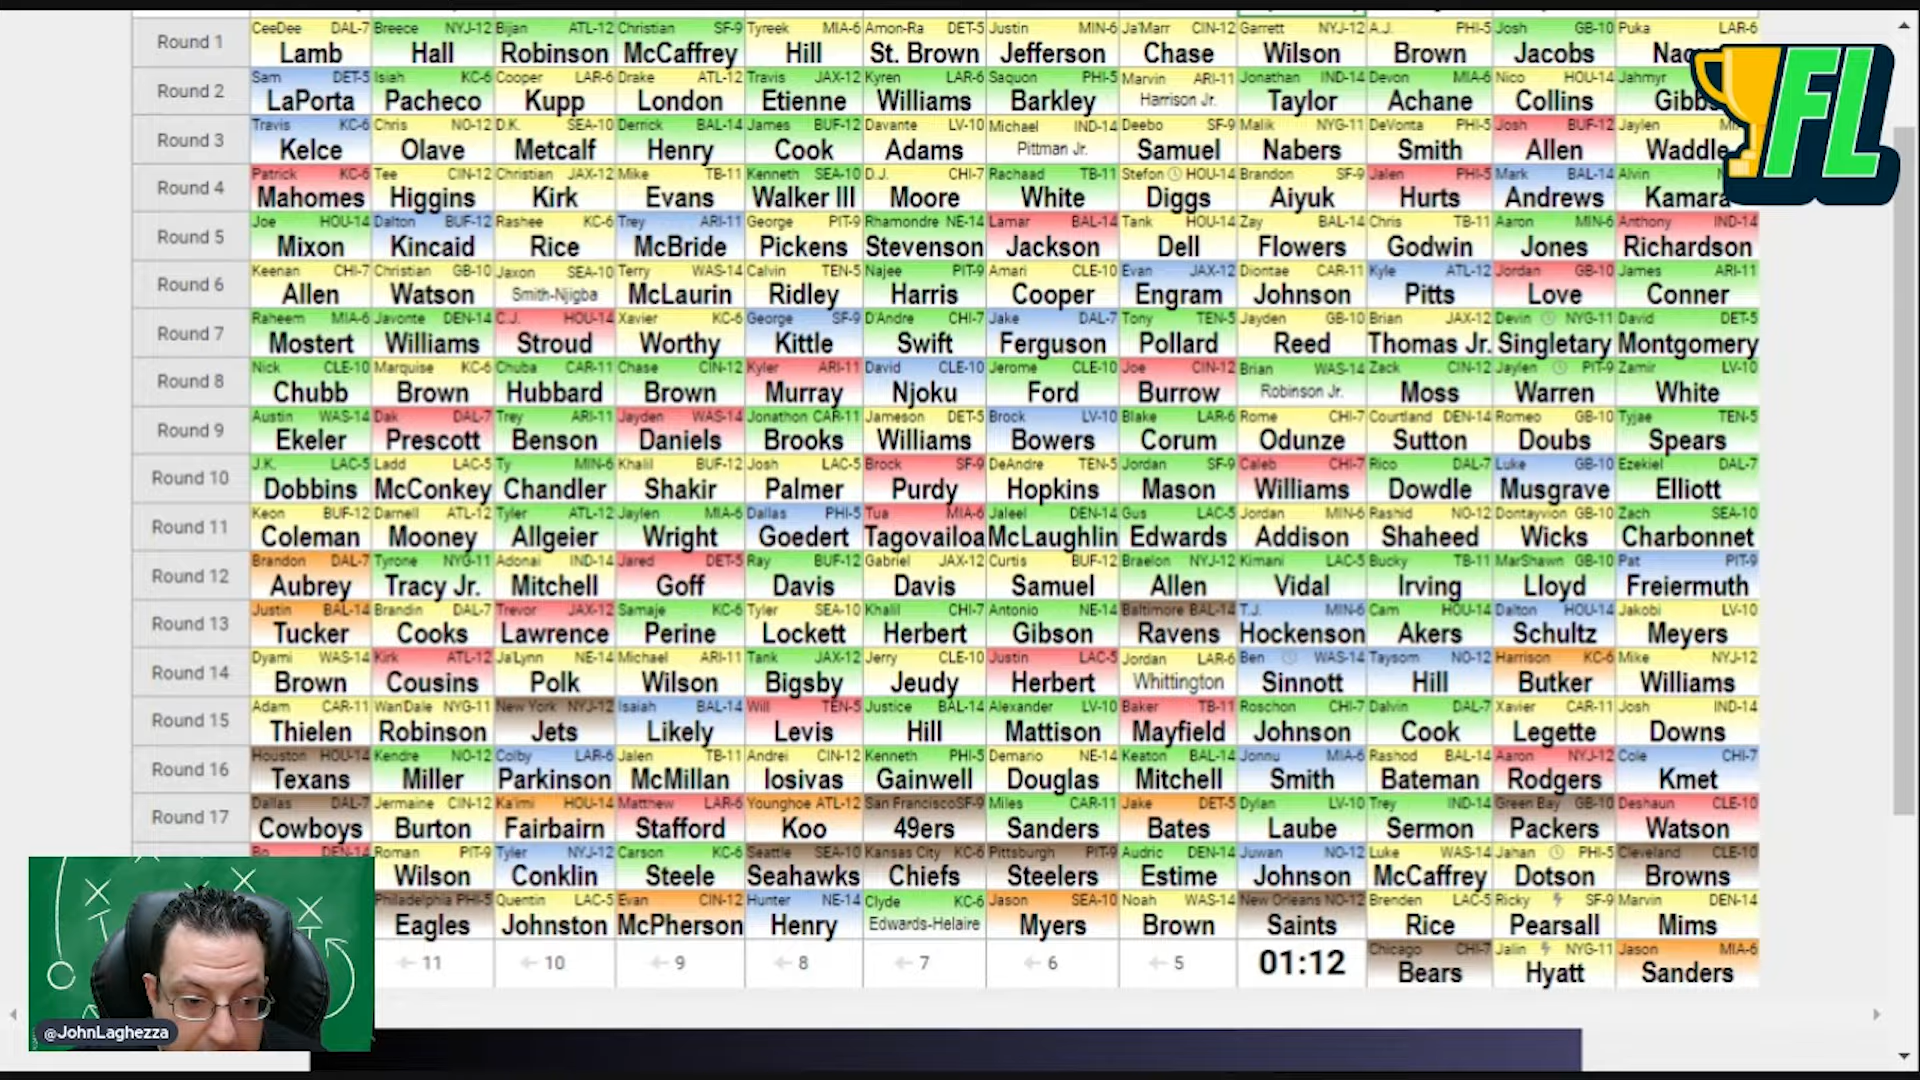 Round 1 CeeDee DAL-7 Lamb Breece NYJ-12 Hall Bijan ATL-12 Robinson Christian SF-9 McCaffrey Tyreek MIA-6 Hill Amon-Ra DET-5 St. Brown Justin MIN-6 Jefferson Ja'Marr CIN-12 Chase Garrett NYJ-12 Wilson A.J. PHI-5 Brown Josh GB-10 Jacobs Puka LAR-6
Round 2 Sam DET-5 LaPorta Isiah KC-6 Pacheco Cooper LAR-6 Kupp Drake ATL-12 London Travis JAX-12 Etienne Kyren LAR-6 Williams Saquon PHI-5 Barkley Marvin ARI-11 Harrison Jr. Jonathan IND-14 Taylor Devon MIA-6 Achane Nico HOU-14 Collins Jahmyr Gibbs
Round 3 Travis KC-6 Kelce Chris NO-12 Olave D.K. SEA-10 Metcalf Derrick BAL-14 Henry James BUF-12 Cook Davante LV-10 Adams Michael IND-14 Pittman Jr. Deebo SF-9 Samuel Malik NYG-11 Nabers DeVonta PHI-5 Smith Josh BUF-12 Allen Jaylen Waddle
Round 4 Patrick KC-6 Mahomes Tee CIN-12 Higgins Christian JAX-12 Kirk Mike TB-11 Evans Kenneth SEA-10 Walker III D.J. CHI-7 Moore Rachaad TB-11 White Stefon HOU-14 Diggs Brandon SF-9 Aiyuk Jalen PHI-5 Hurts Mark BAL-14 Andrews Alvin Kamara
Round 5 Joe HOU-14 Mixon Dalton BUF-12 Kincaid Rashee KC-6 Rice Trey ARI-11 McBride George PIT-9 Pickens Rhamondre NE-14 Stevenson Lamar BAL-14 Jackson Tank HOU-14 Dell Zay BAL-14 Flowers Chris TB-11 Godwin Aaron MIN-6 Jones Anthony IND-14 Richardson
Round 6 Keenan CHI-7 Allen Christian GB-10 Watson Jaxon SEA-10 Smith-Njigba Terry WAS-14 McLaurin Calvin TEN-5 Ridley Najee PIT-9 Harris Amari CLE-10 Cooper Evan JAX-12 Engram Diontae CAR-11 Johnson Kyle ATL-12 Pitts Jordan GB-10 Love James ARI-11 Conner
Round 7 Raheem MIA-6 Mostert Javonte DEN-14 Williams C.J. HOU-14 Stroud Xavier KC-6 Worthy George SF-9 Kittle D'Andre CHI-7 Swift Jake DAL-7 Ferguson Tony TEN-5 Pollard Jayden GB-10 Reed Brian JAX-12 Thomas Jr. Devin NYG-11 Singletary David DET-5 Montgomery
Round 8 Nick CLE-10 Chubb Marquise KC-6 Brown Chuba CAR-11 Hubbard Chase CIN-12 Brown Kyler ARI-11 Murray David CLE-10 Njoku Jerome CLE-10 Ford Joe CIN-12 Burrow Brian WAS-14 Robinson Jr. Zack CIN-12 Moss Jaylen PIT-9 Warren Zamir LV-10 White
Round 9 Austin WAS-14 Ekeler Dak DAL-7 Prescott Trey ARI-11 Benson Jayden WAS-14 Daniels Jonathon CAR-11 Brooks Jameson DET-5 Williams Brock LV-10 Bowers Blake LAR-6 Corum Rome CHI-7 Odunze Courtland DEN-14 Sutton Romeo GB-10 Doubs Tyjae TEN-5 Spears
Round 10 J.K. LAC-5 Dobbins Ladd LAC-5 McConkey Ty MIN-6 Chandler Khalil BUF-12 Shakir Josh LAC-5 Palmer Brock SF-9 Purdy DeAndre TEN-5 Hopkins Jordan SF-9 Mason Caleb CHI-7 Williams Rico DAL-7 Dowdle Luke GB-10 Musgrave Ezekiel DAL-7 Elliott
Round 11 Keon BUF-12 Coleman Darnell ATL-12 Mooney Tyler ATL-12 Allgeier Jaylen MIA-6 Wright Dallas PHI-5 Goedert Tua MIA-6 Tagovailoa Jaleel DEN-14 McLaughlin Gus LAC-5 Edwards Jordan MIN-6 Addison Rashid NO-12 Shaheed Dontayvion GB-10 Wicks Zach SEA-10 Charbonnet
Round 12 Brandon DAL-7 Aubrey Tyrone NYG-11 Tracy Jr. Adonai IND-14 Mitchell Jared DET-5 Goff Ray BUF-12 Davis Gabriel JAX-12 Davis Curtis BUF-12 Samuel Braelon NYJ-12 Allen Kimani LAC-5 Vidal Bucky TB-11 Irving MarShawn GB-10 Lloyd Pat PIT-9 Freiermuth
Round 13 Justin BAL-14 Tucker Brandin DAL-7 Cooks Trevor JAX-12 Lawrence Samaje KC-6 Perine Tyler SEA-10 Lockett Khalil CHI-7 Herbert Antonio NE-14 Gibson Baltimore BAL-14 Ravens T.J. MIN-6 Hockenson Cam HOU-14 Akers Dalton HOU-14 Schultz Jakobi LV-10 Meyers
Round 14 Dyami WAS-14 Brown Kirk ATL-12 Cousins Ja'Lynn NE-14 Polk Michael ARI-11 Wilson Tank JAX-12 Bigsby Jerry CLE-10 Jeudy Justin LAC-5 Herbert Jordan LAR-6 Whittington Ben WAS-14 Sinnott Taysom NO-12 Hill Harrison KC-6 Butker Mike NYJ-12 Williams
Round 15 Adam CAR-11 Thielen Wan'Dale NYG-11 Robinson New York NYJ-12 Jets Isaiah BAL-14 Likely Will TEN-5 Levis Justice BAL-14 Hill Alexander LV-10 Mattison Baker TB-11 Mayfield Roschon CHI-7 Johnson Dalvin DAL-7 Cook Xavier CAR-11 Legette Josh IND-14 Downs
Round 16 Houston HOU-14 Texans Kendre NO-12 Miller Colby LAR-6 Parkinson Jalen TB-11 McMillan Andrei CIN-12 Iosivas Kenneth PHI-5 Gainwell Demario NE-14 Douglas Keaton BAL-14 Mitchell Jonnu MIA-6 Smith Rashod BAL-14 Bateman Aaron NYJ-12 Rodgers Cole CHI-7 Kmet
Round 17 Dallas DAL-7 Cowboys Jermaine CIN-12 Burton Ka'imi HOU-14 Fairbairn Matthew LAR-6 Stafford Younghoe ATL-12 Koo San Francisco SF-9 49ers Miles CAR-11 Sanders Jake DET-5 Bates Dylan LV-10 Laube Trey IND-14 Sermon Green Bay GB-10 Packers Deshaun CLE-10 Watson
Bo DEN-14 Roman PIT-9 Wilson Tyler NYJ-12 Conklin Carson KC-6 Steele Seattle SEA-10 Seahawks Kansas City KC-6 Chiefs Pittsburgh PIT-9 Steelers Audric DEN-14 Estime Juwan NO-12 Johnson Luke WAS-14 McCaffrey Jahan PHI-5 Dotson Cleveland CLE-10 Browns
Philadelphia PHI-5 Eagles Quentin LAC-5 Johnston Evan CIN-12 McPherson Hunter NE-14 Henry Clyde KC-6 Edwards-Helaire Jason SEA-10 Myers Noah WAS-14 Brown New Orleans NO-12 Saints Brenden LAC-5 Rice Ricky SF-9 Pearsall Marvin DEN-14 Mims
11 10 9 8 7 6 5 01:12 Chicago CHI-7 Bears Jalin NYG-11 Hyatt Jason MIA-6 Sanders
FL
@JohnLaghezza